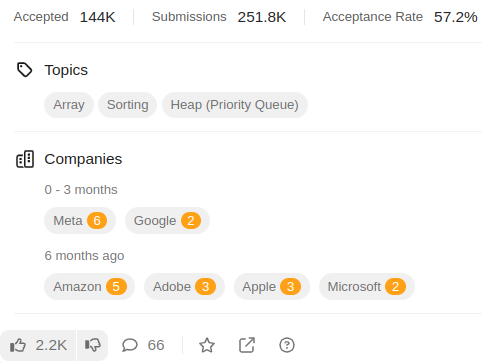 Accepted 144K Submissions 251.8K Acceptance Rate 57.2%
Topics
Array Sorting Heap (Priority Queue)
Companies
0 - 3 months
Meta 6 Google 2
6 months ago
Amazon 5 Adobe 3 Apple 3 Microsoft 2
2.2K 66